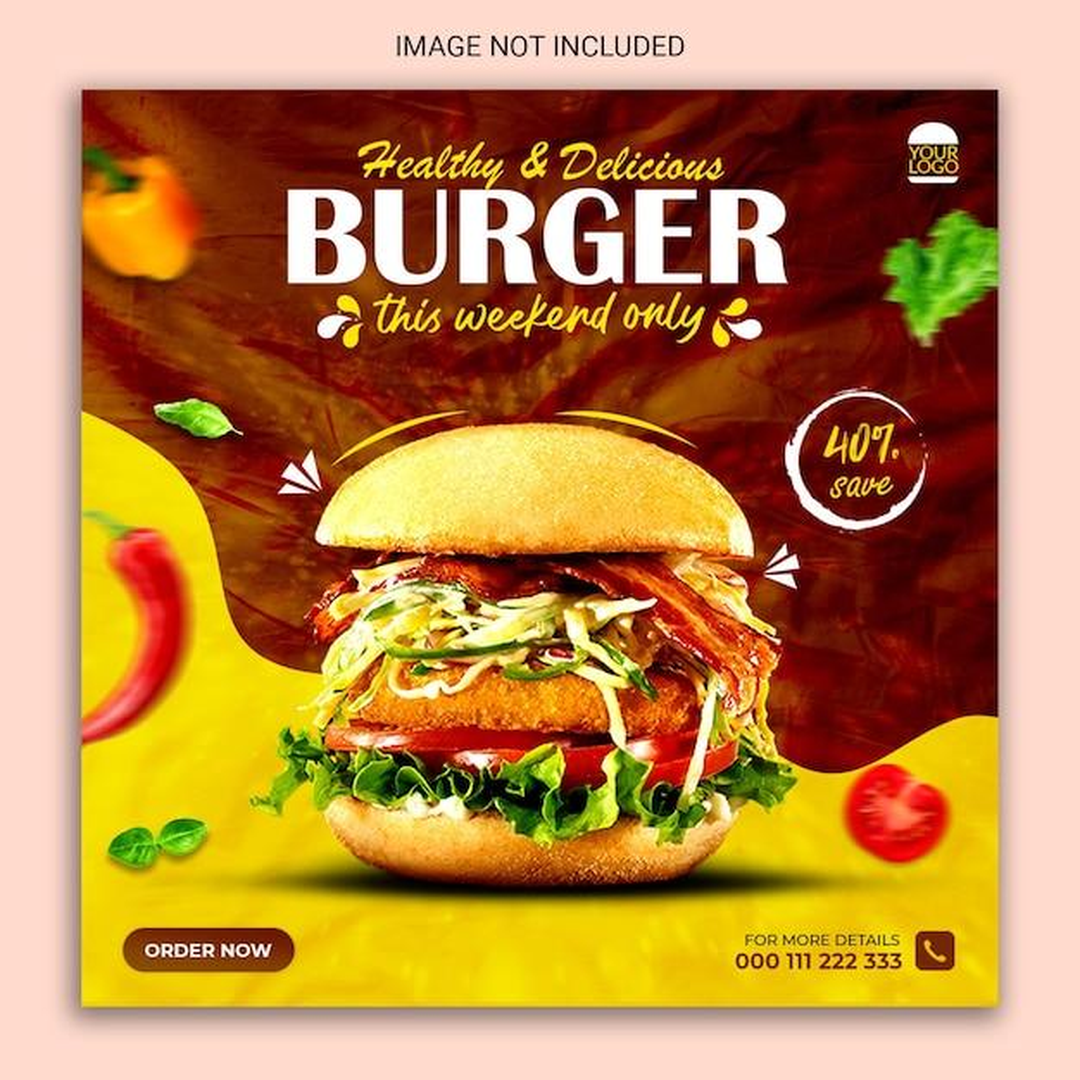 IMAGE NOT INCLUDED
YOUR
LOGO
Healthy & Delicious
BURGER
this weekend only
40%
save
ORDER NOW
FOR MORE DETAILS
000 111 222 333